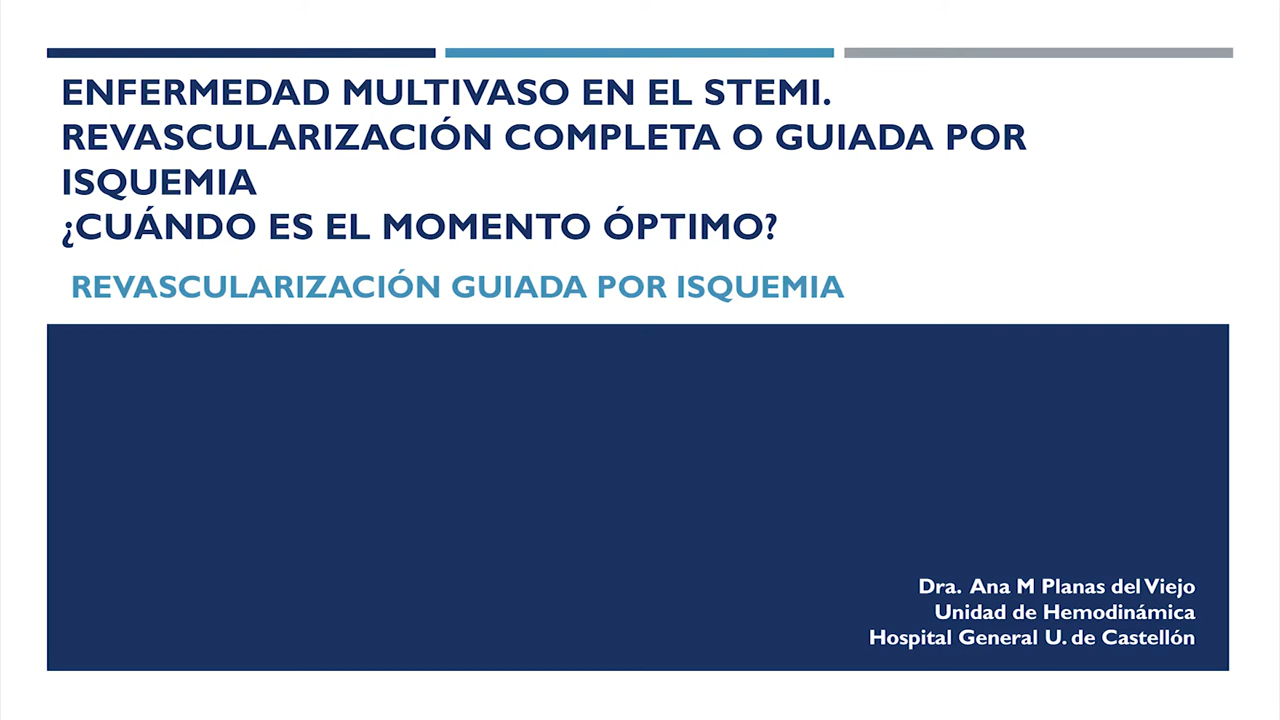 ENFERMEDAD MULTIVASO EN EL STEMI.
REVASCULARIZACIÓN COMPLETA O GUIADA POR
ISQUEMIA
¿CUÁNDO ES EL MOMENTO ÓPTIMO?
REVASCULARIZACIÓN GUIADA POR ISQUEMIA
Dra. Ana M Planas del Viejo
Unidad de Hemodinámica
Hospital General U. de Castellón